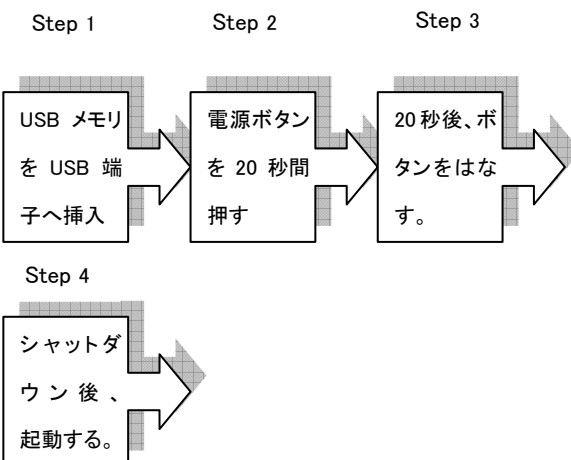 Step 1
Step 2
Step 3
USB メモリ
を USB 端
子へ挿入
電源ボタン
を 20 秒間
押す
20秒後、ボ
タンをはな
す。
Step 4
シャットダ
ウン後、
起動する。